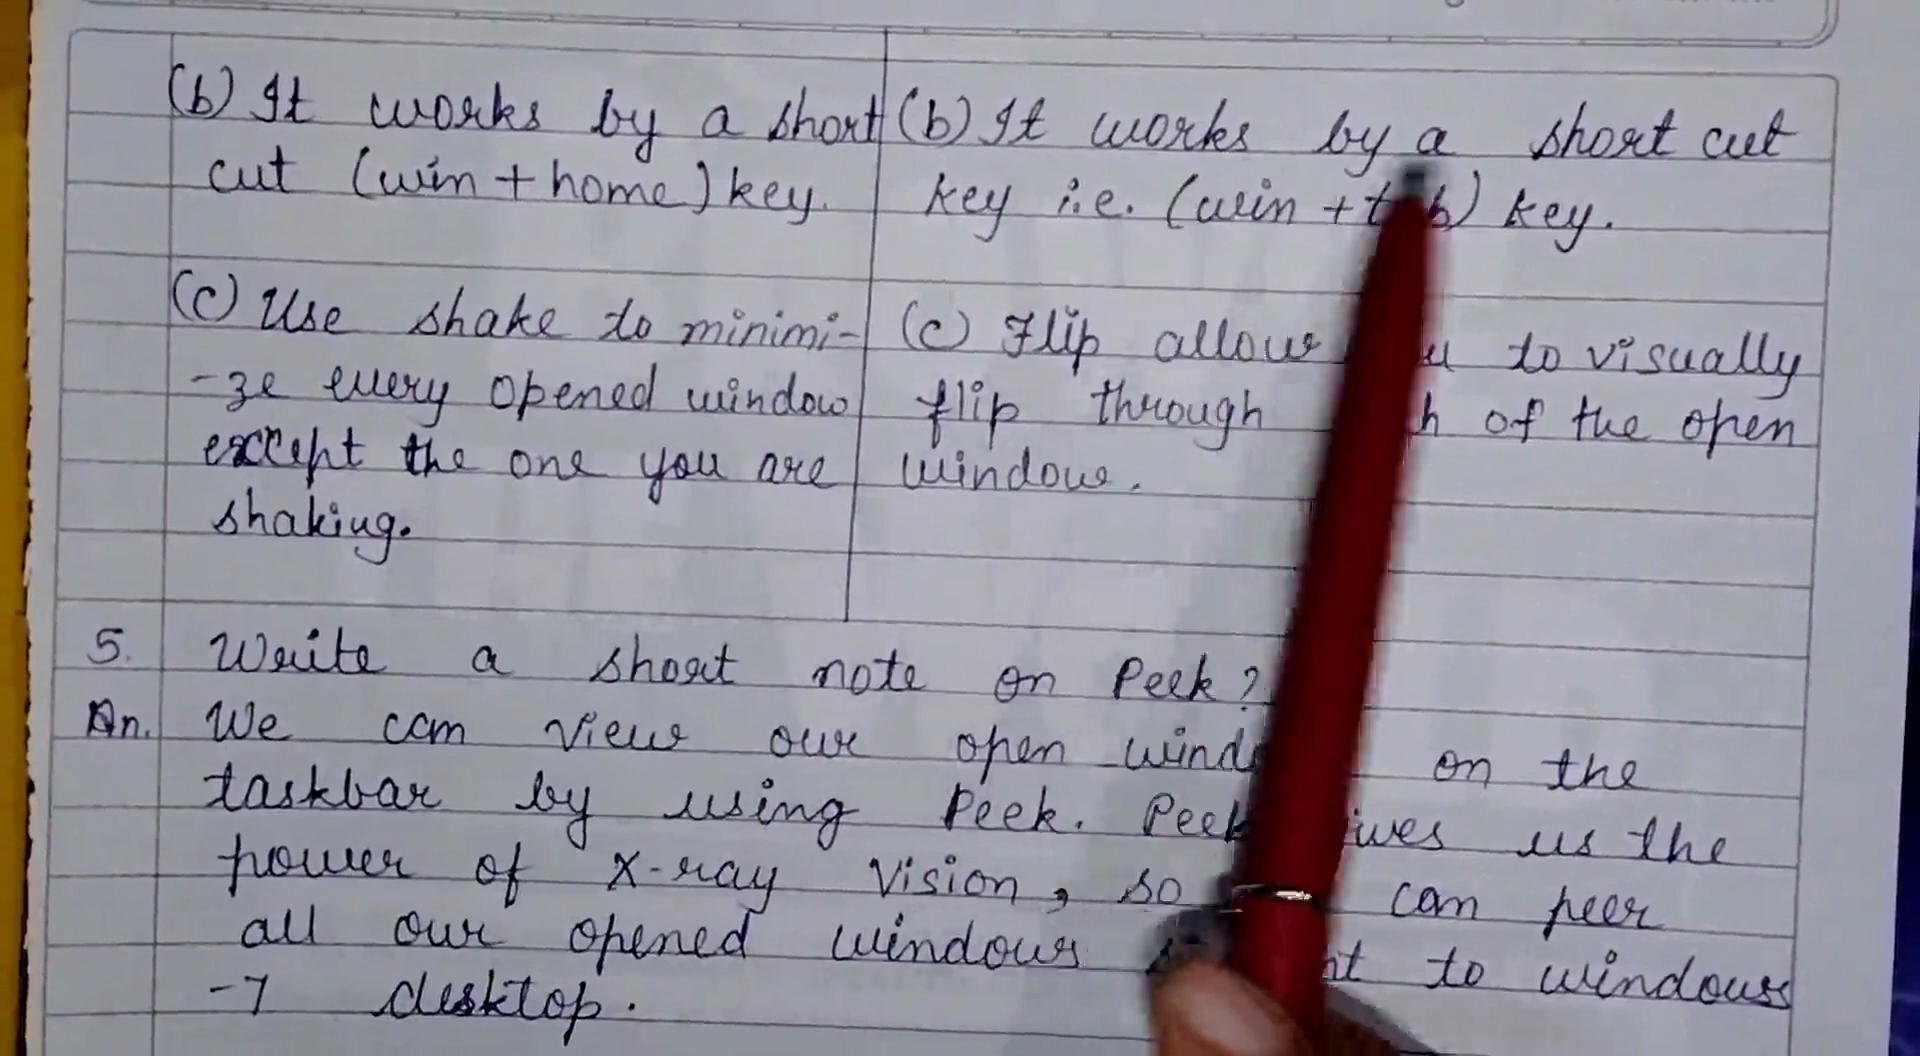 (b) It works by a short
cut (win + home) key.
(c) Use shake to minimi-
-ze every opened window
except the one you are
shaking.
(b) It works by a short cut
key i.e. (win + ) key.
(c) Flip allows to visually
flip through of the open
window.
5. Write a short note on Peek?
An. We can view our open on the
taskbar by using Peek. Peek us the
power of X-ray vision, so can peer
all our opened windows to windows
-7 desktop.